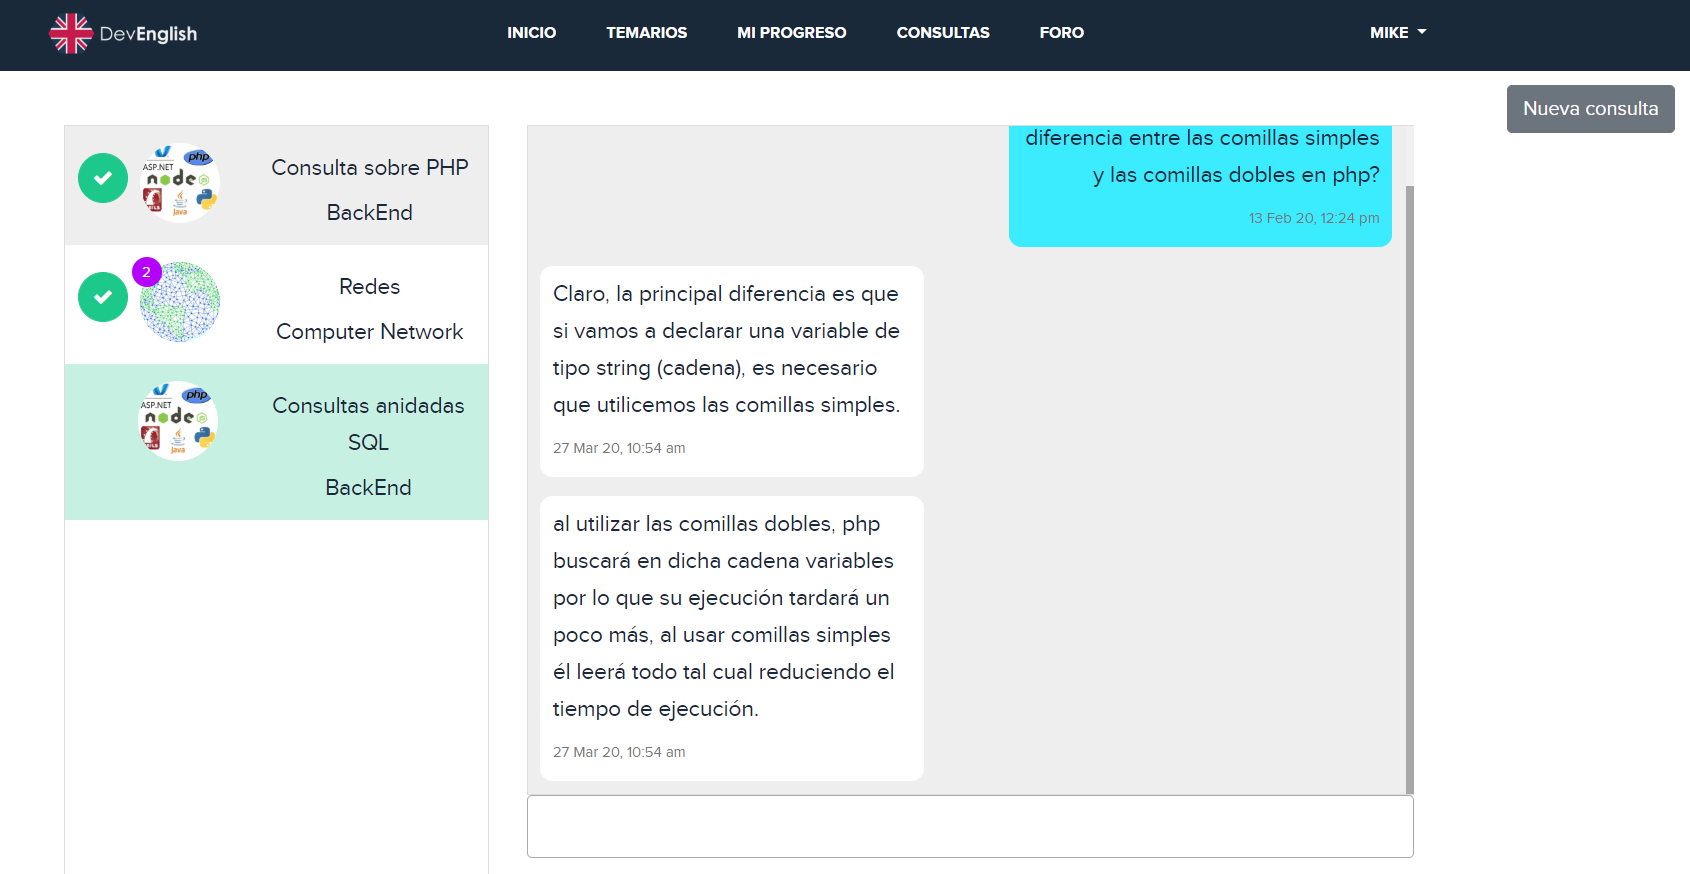 DevEnglish
INICIO
TEMARIOS
MI PROGRESO
CONSULTAS
FORO
MIKE
Nueva consulta
php
ASP.NET
node
java
Consulta sobre PHP
BackEnd
2
Redes
Computer Network
php
ASP.NET
node
java
Consultas anidadas
SQL
BackEnd
diferencia entre las comillas simples
y las comillas dobles en php?
13 Feb 20, 12:24 pm
Claro, la principal diferencia es que
si vamos a declarar una variable de
tipo string (cadena), es necesario
que utilicemos las comillas simples.
27 Mar 20, 10:54 am
al utilizar las comillas dobles, php
buscará en dicha cadena variables
por lo que su ejecución tardará un
poco más, al usar comillas simples
él leerá todo tal cual reduciendo el
tiempo de ejecución.
27 Mar 20, 10:54 am